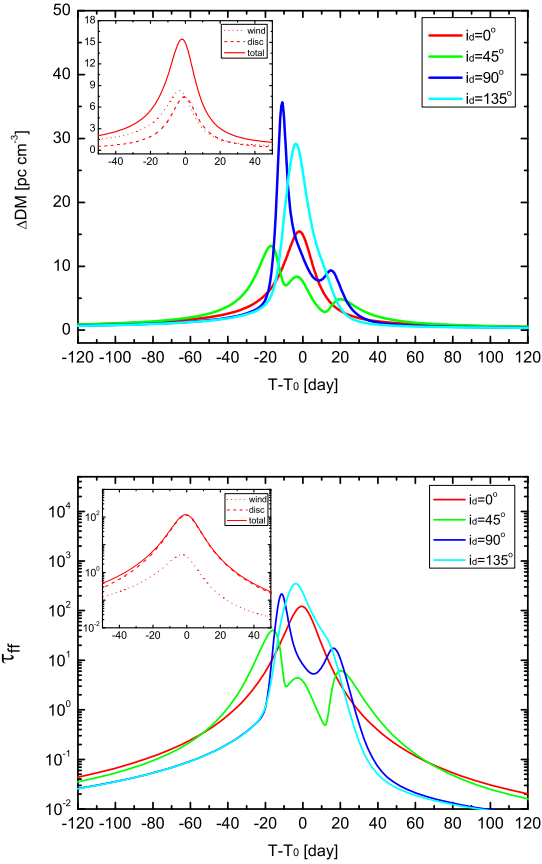 50
40
30
20
10
0
ΔDM [pc cm⁻³]
18
15
12
9
6
3
0
-40 -20 0 20 40
wind
disc
total
i_d=0°
i_d=45°
i_d=90°
i_d=135°
-120 -100 -80 -60 -40 -20 0 20 40 60 80 100 120
T-T₀ [day]
10⁴
10³
10²
10¹
10⁰
10⁻¹
10⁻²
τ_ff
10²
10⁰
10⁻²
-40 -20 0 20 40
wind
disc
total
i_d=0°
i_d=45°
i_d=90°
i_d=135°
-120 -100 -80 -60 -40 -20 0 20 40 60 80 100 120
T-T₀ [day]